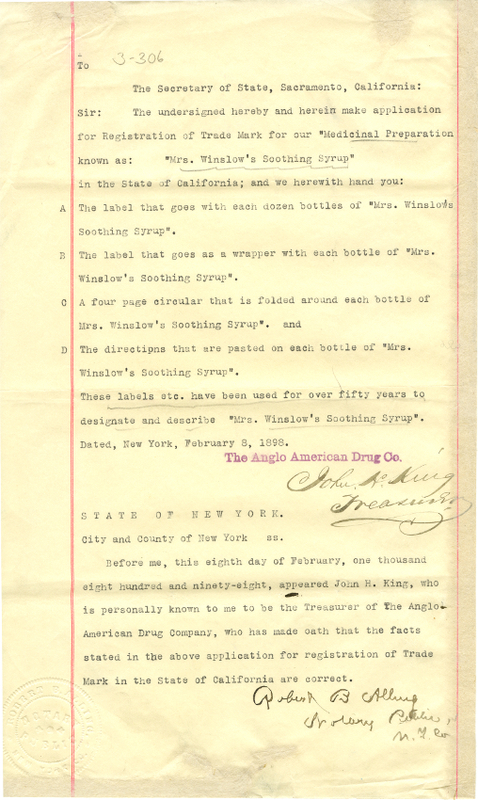 3-306
To
The Secretary of State, Sacramento, California:
Sir: The undersigned hereby and herein make application
for Registration of Trade Mark for our "Medicinal Preparation
known as: "Mrs. Winslow's Soothing Syrup"
in the State of California; and we herewith hand you:
A The label that goes with each dozen bottles of "Mrs. Winslow's
Soothing Syrup".
B The label that goes as a wrapper with each bottle of "Mrs.
Winslow's Soothing Syrup".
C A four page circular that is folded around each bottle of
Mrs. Winslow's Soothing Syrup". and
D The directions that are pasted on each bottle of "Mrs.
Winslow's Soothing Syrup".
These labels etc. have been used for over fifty years to
designate and describe "Mrs. Winslow's Soothing Syrup".
Dated, New York, February 8, 1898.
The Anglo American Drug Co.
John H. King
Treasurer
STATE OF NEW YORK.
City and County of New York ss.
Before me, this eighth day of February, one thousand
eight hundred and ninety-eight, appeared John H. King, who
is personally known to me to be the Treasurer of The Anglo-
American Drug Company, who has made oath that the facts
stated in the above application for registration of Trade
Mark in the State of California are correct.
Robert B
Notary Public,
N.Y. Co